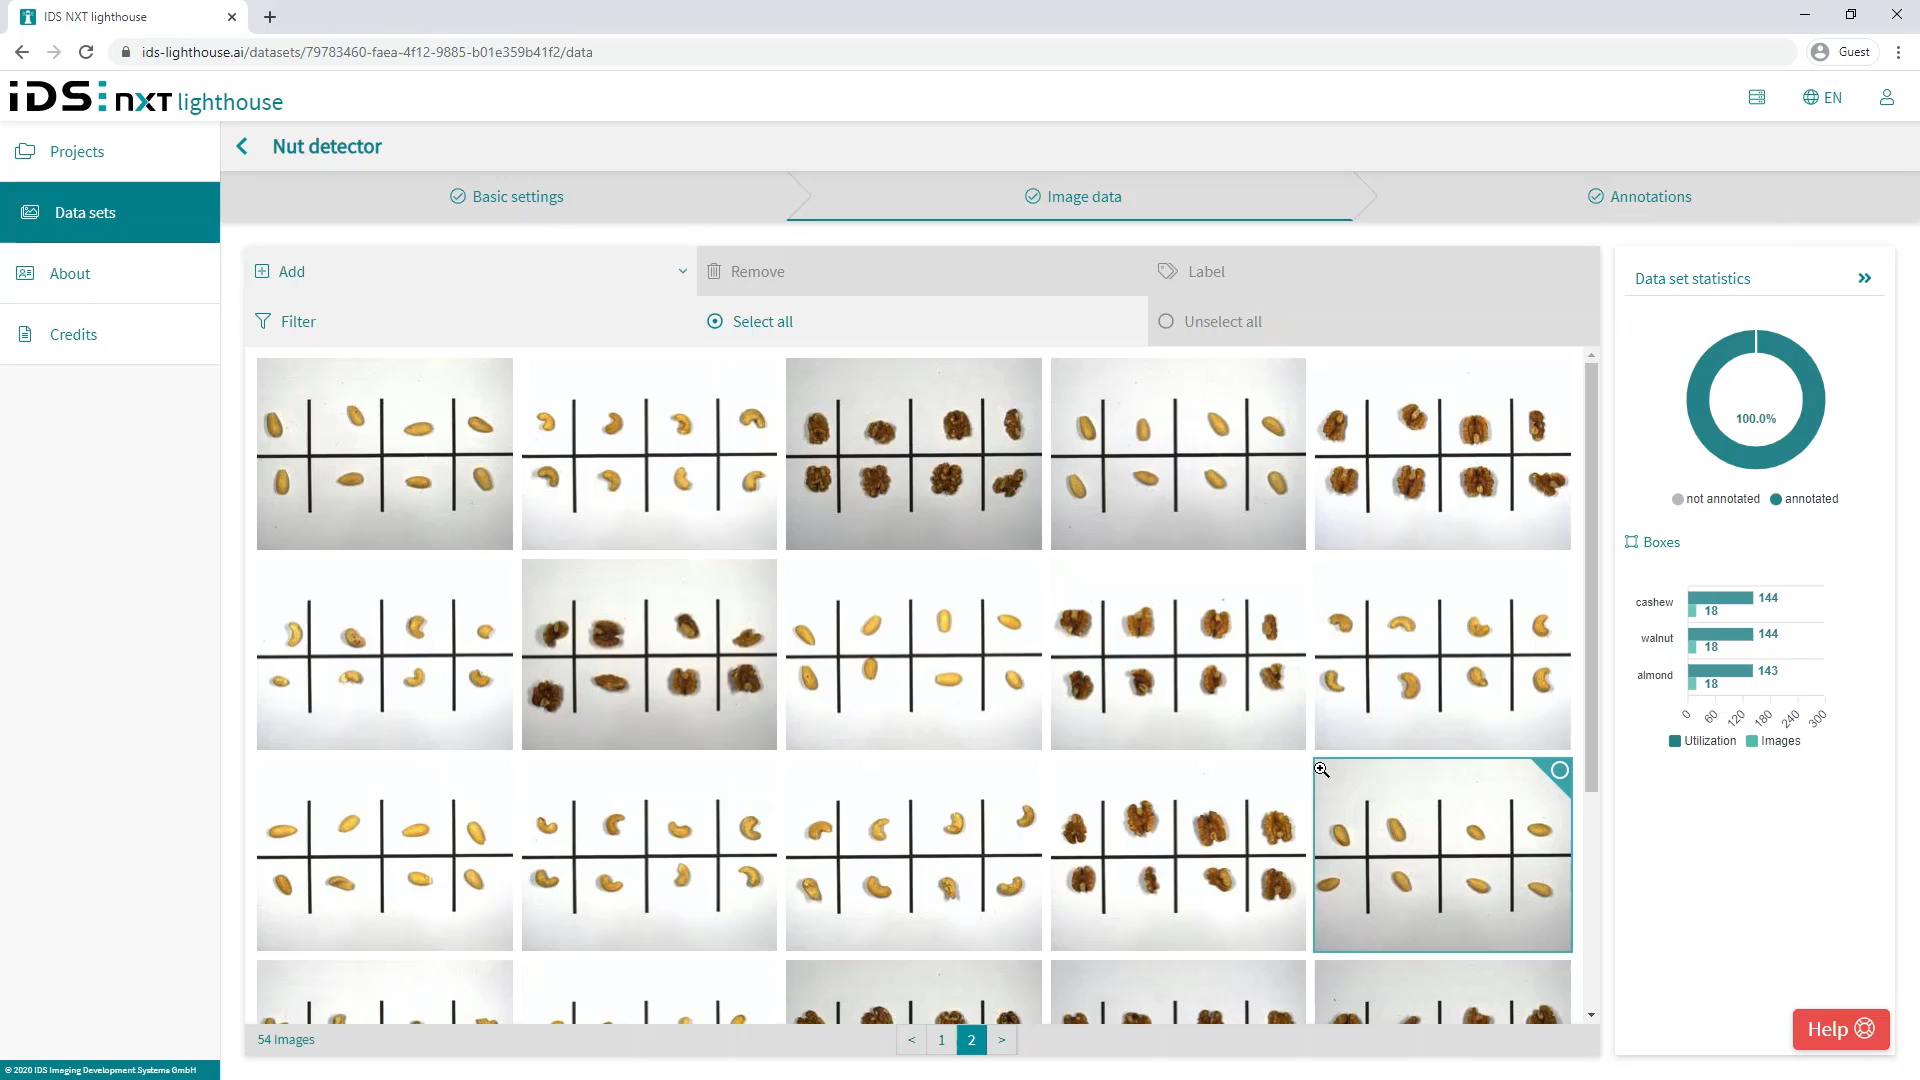 IDS NXT lighthouse
ids-lighthouse.ai/datasets/79783460-faea-4f12-9885-b01e359b41f2/data
Guest
iDS nxt lighthouse
EN
Projects
Data sets
About
Credits
Nut detector
Basic settings
Image data
Annotations
Add
Remove
Label
Filter
Select all
Unselect all
Data set statistics
100.0%
not annotated annotated
Boxes
cashew 144
18
walnut 144
18
almond 143
18
0 60 120 180 240 300
Utilization Images
54 Images
< 1 2 >
Help
© 2020 IDS Imaging Development Systems GmbH